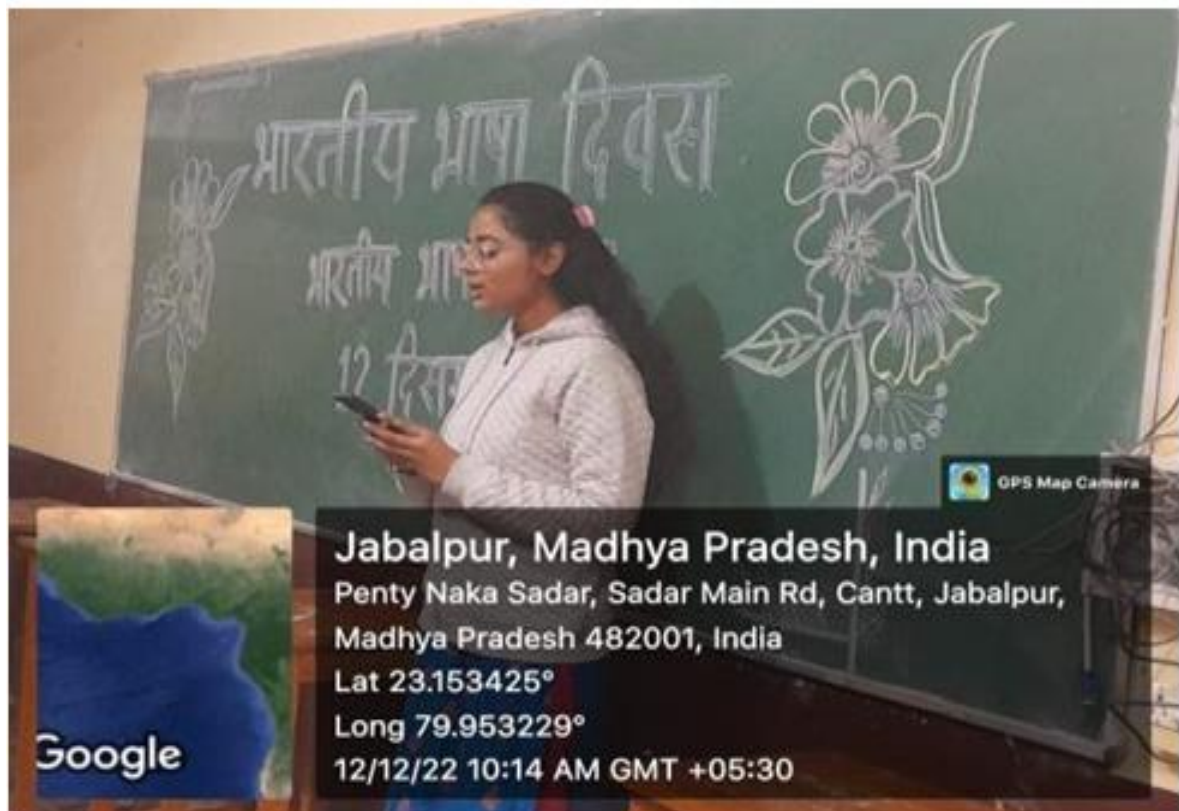 भारतीय भाषा दिवस
भारतीय
12
GPS Map Camera
Jabalpur, Madhya Pradesh, India
Penty Naka Sadar, Sadar Main Rd, Cantt, Jabalpur,
Madhya Pradesh 482001, India
Lat 23.153425°
Long 79.953229°
12/12/22 10:14 AM GMT +05:30
Google